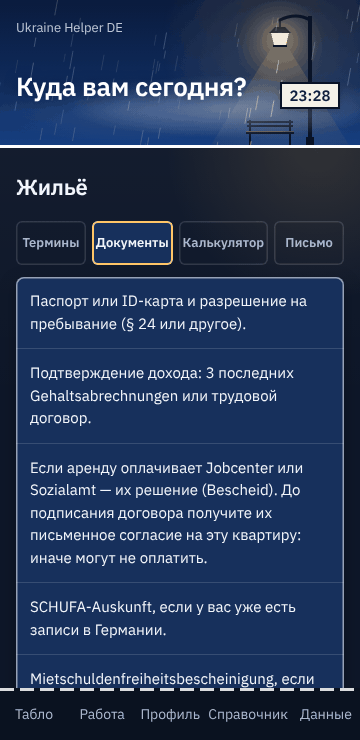 Ukraine Helper DE
Куда вам сегодня?
23:28
Жильё
Термины Документы Калькулятор Письмо
Паспорт или ID-карта и разрешение на
пребывание (§ 24 или другое).
Подтверждение дохода: 3 последних
Gehaltsabrechnungen или трудовой
договор.
Если аренду оплачивает Jobcenter или
Sozialamt — их решение (Bescheid). До
подписания договора получите их
письменное согласие на эту квартиру:
иначе могут не оплатить.
SCHUFA-Auskunft, если у вас уже есть
записи в Германии.
Mietschuldenfreiheitsbescheinigung, если
Табло Работа Профиль Справочник Данные